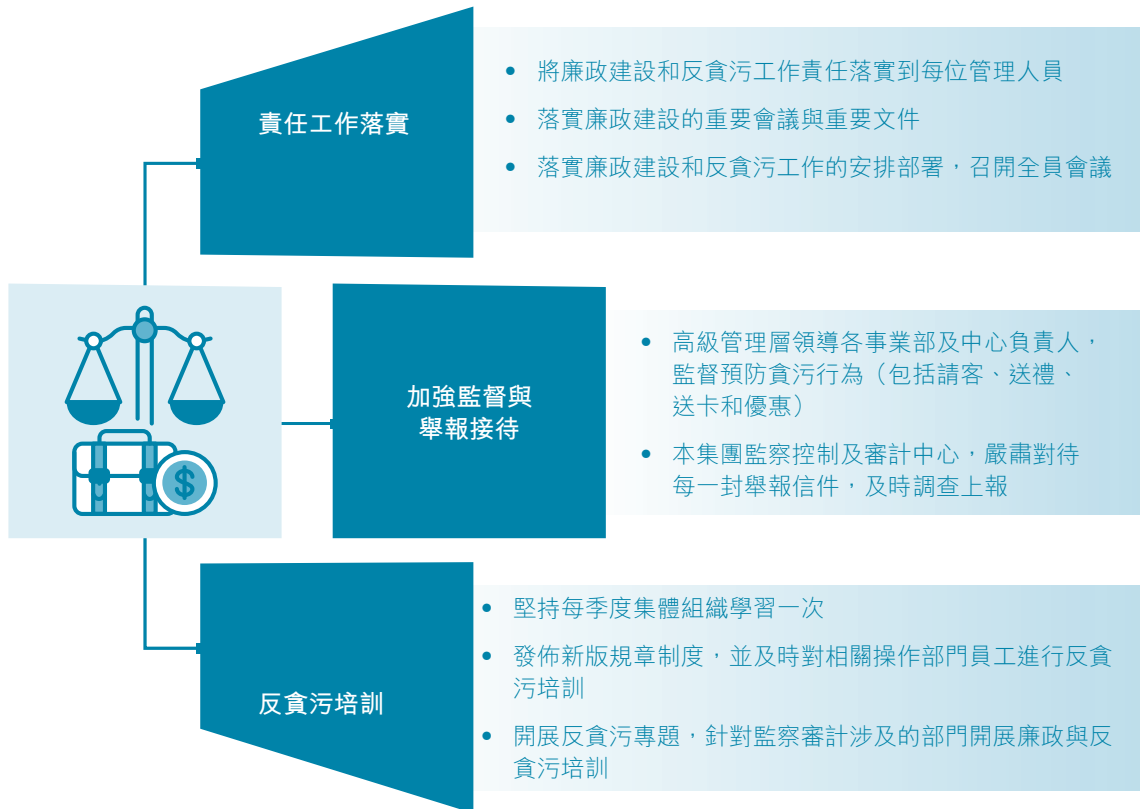 責任工作落實
• 將廉政建設和反貪污工作責任落實到每位管理人員
• 落實廉政建設的重要會議與重要文件
• 落實廉政建設和反貪污工作的安排部署，召開全員會議
加強監督與
舉報接待
• 高級管理層領導各事業部及中心負責人，
監督預防貪污行為（包括請客、送禮、
送卡和優惠）
• 本集團監察控制及審計中心，嚴肅對待
每一封舉報信件，及時調查上報
$
反貪污培訓
• 堅持每季度集體組織學習一次
• 發佈新版規章制度，並及時對相關操作部門員工進行反貪
污培訓
• 開展反貪污專題，針對監察審計涉及的部門開展廉政與反
貪污培訓